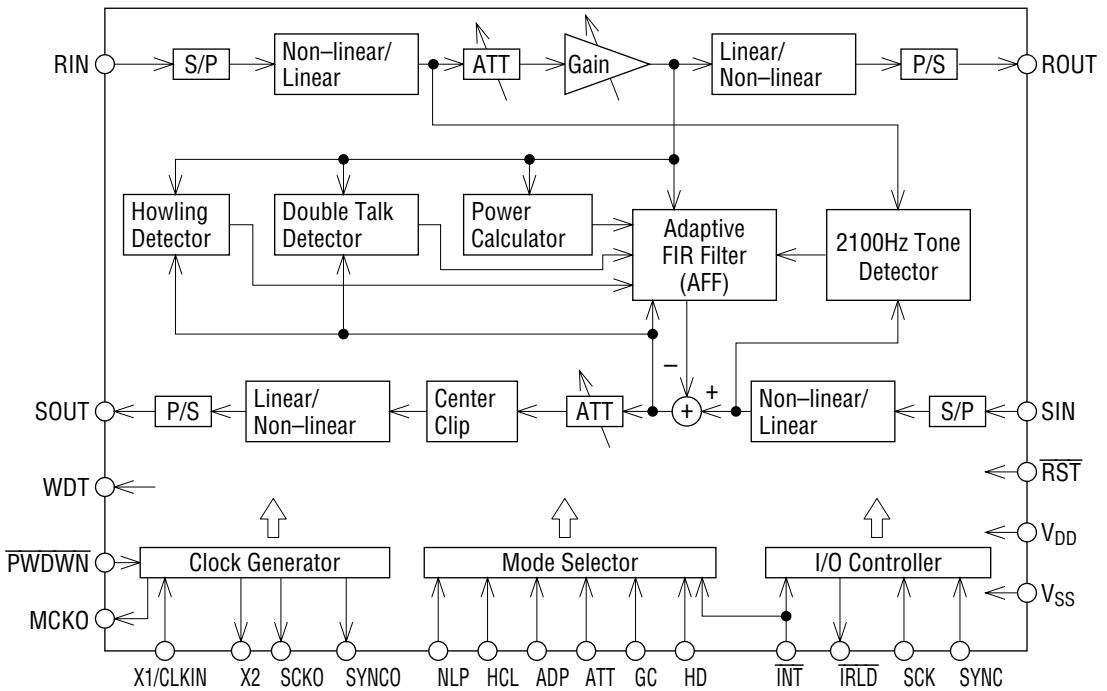 RIN
S/P
Non–linear/
Linear
ATT
Gain
Linear/
Non–linear
P/S
ROUT
Howling
Detector
Double Talk
Detector
Power
Calculator
Adaptive
FIR Filter
(AFF)
2100Hz Tone
Detector
–
+
SOUT
P/S
Linear/
Non–linear
Center
Clip
ATT
+
Non–linear/
Linear
S/P
SIN
WDT
RST
VDD
PWDWN
Clock Generator
Mode Selector
I/O Controller
VSS
MCKO
X1/CLKIN
X2
SCKO
SYNCO
NLP
HCL
ADP
ATT
GC
HD
INT
IRLD
SCK
SYNC